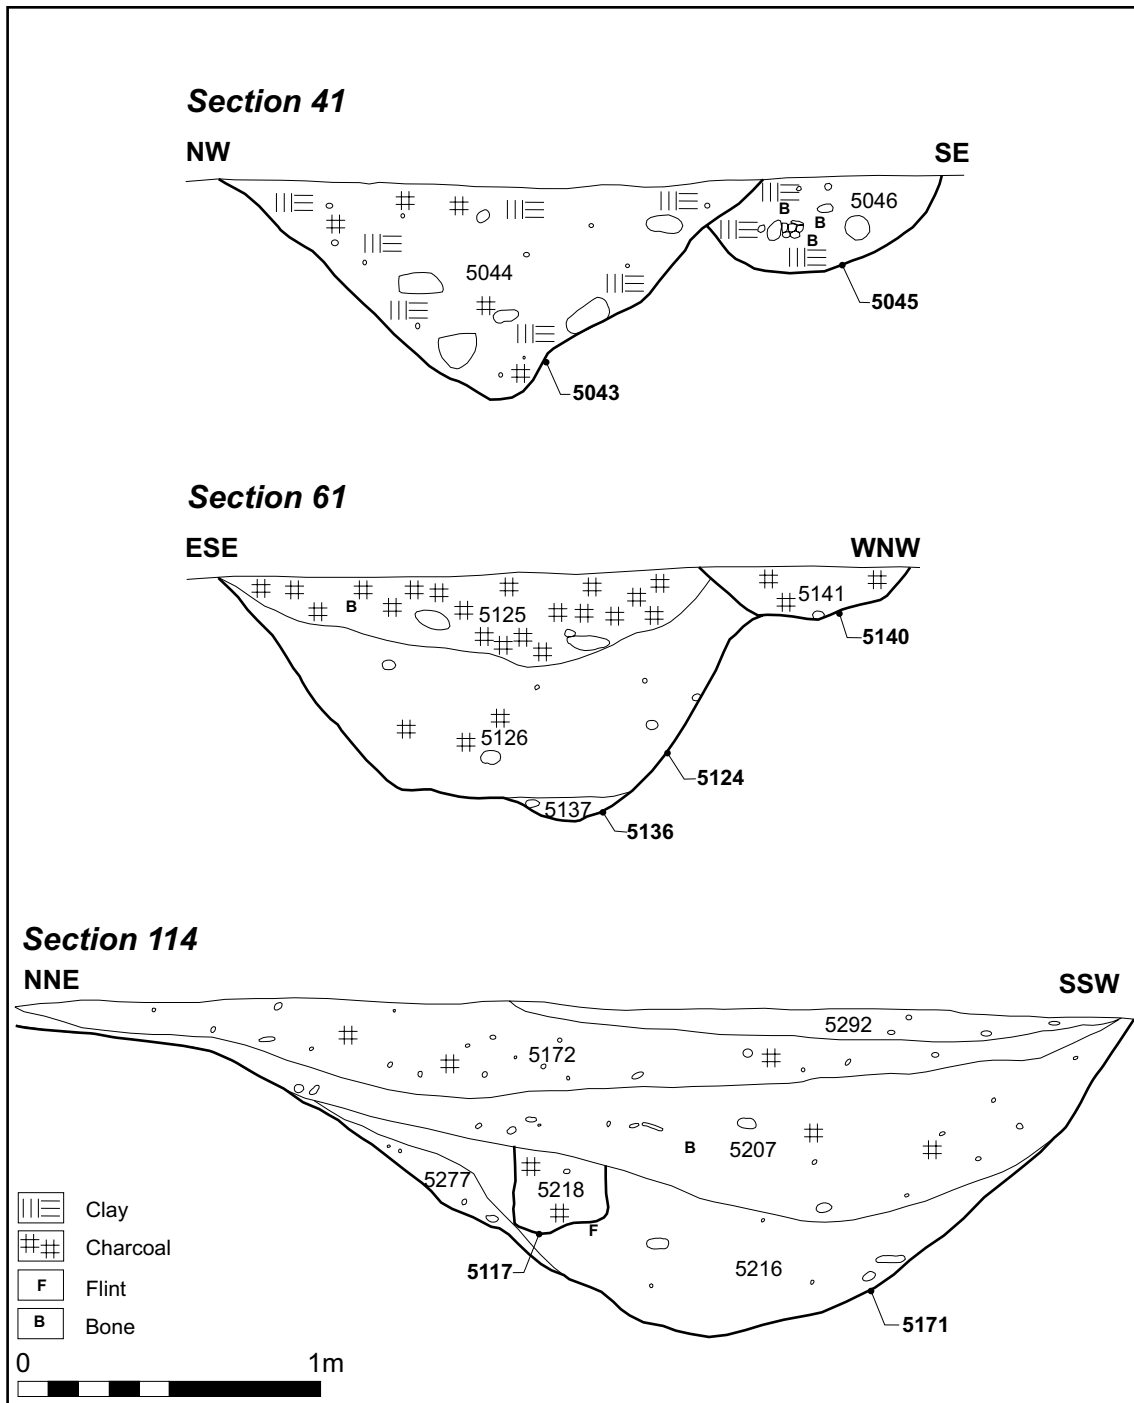 Section 41
NW SE
5046
B
B
B
5044
5045
5043
Section 61
ESE WNW
5141
B
5125
5140
5126
5124
5137
5136
Section 114
NNE SSW
5292
5172
B 5207
5277
5218
F
5117
5216
5171
Clay
Charcoal
F Flint
B Bone
0 1m